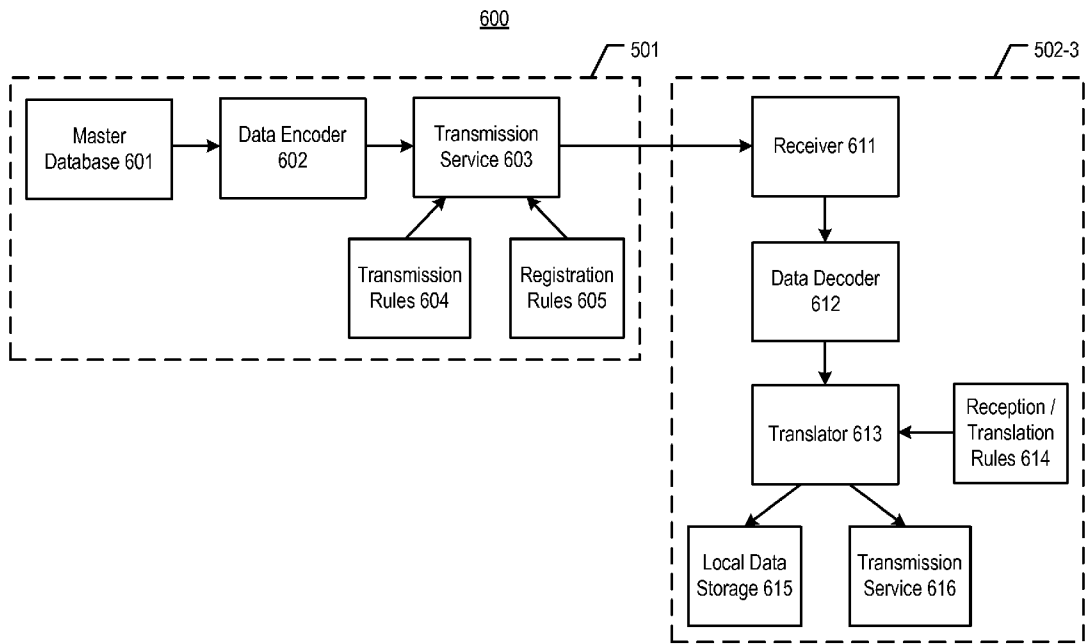 600
501
502-3
Master
Database 601
Data Encoder
602
Transmission
Service 603
Receiver 611
Transmission
Rules 604
Registration
Rules 605
Data Decoder
612
Translator 613
Reception /
Translation
Rules 614
Local Data
Storage 615
Transmission
Service 616